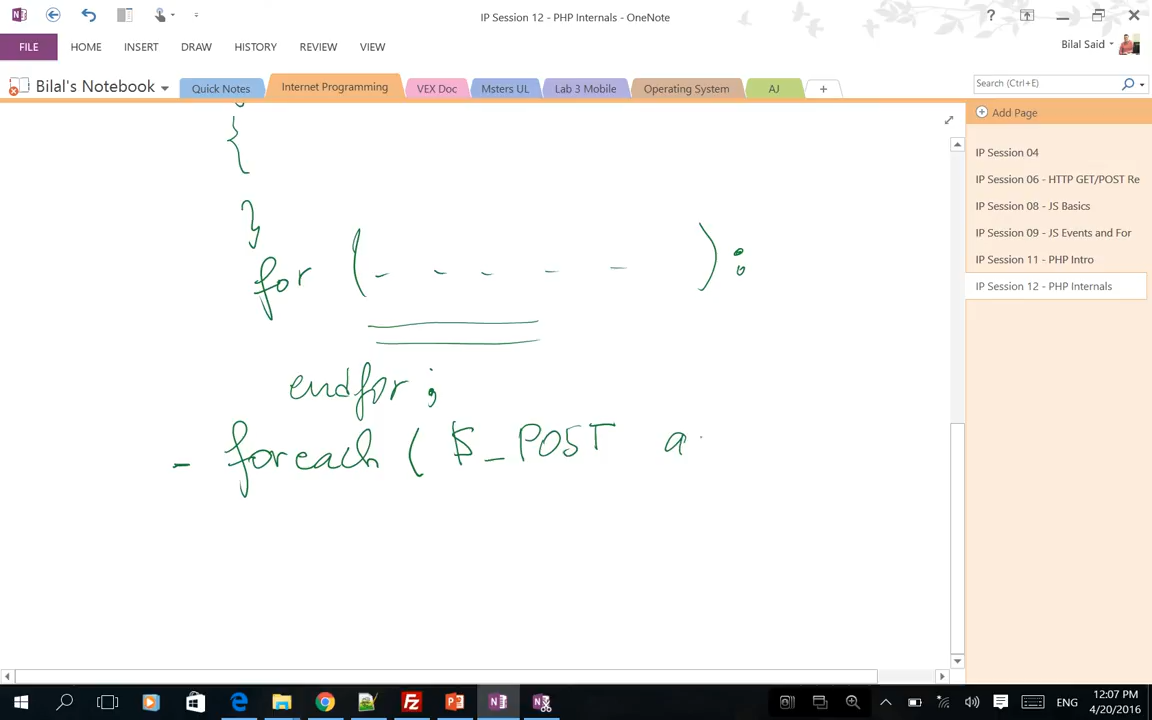 IP Session 12 - PHP Internals - OneNote
?
FILE HOME INSERT DRAW HISTORY REVIEW VIEW
Bilal Said
Bilal's Notebook Quick Notes Internet Programming VEX Doc Msters UL Lab 3 Mobile Operating System AJ +
Search (Ctrl+E)
Add Page
IP Session 04
IP Session 06 - HTTP GET/POST Re
IP Session 08 - JS Basics
IP Session 09 - JS Events and For
IP Session 11 - PHP Intro
IP Session 12 - PHP Internals
{
}
for ( - - - - - ) :
endfor ;
- foreach ( $_POST a
ENG
12:07 PM
4/20/2016